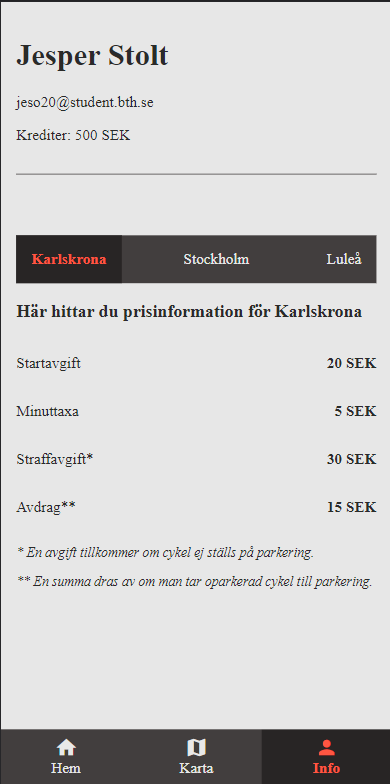 Jesper Stolt
jeso20@student.bth.se
Krediter: 500 SEK
Karlskrona Stockholm Luleå
Här hittar du prisinformation för Karlskrona
Startavgift 20 SEK
Minuttaxa 5 SEK
Straffavgift* 30 SEK
Avdrag** 15 SEK
* En avgift tillkommer om cykel ej ställs på parkering.
** En summa dras av om man tar oparkerad cykel till parkering.
Hem Karta Info